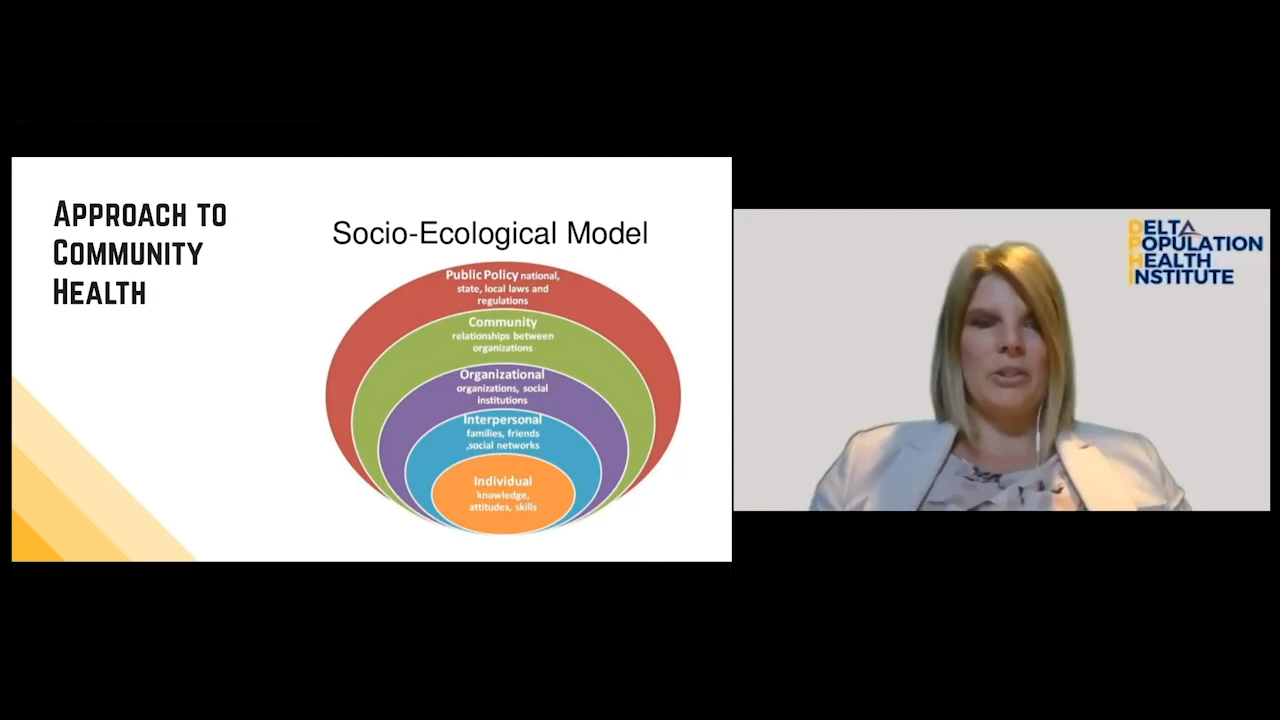 APPROACH TO
COMMUNITY
HEALTH
Socio-Ecological Model
Public Policy national,
state, local laws and
regulations
Community
relationships between
organizations
Organizational
organizations, social
institutions
Interpersonal
families, friends
,social networks
Individual
knowledge,
attitudes, skills
DELTA
POPULATION
HEALTH
INSTITUTE